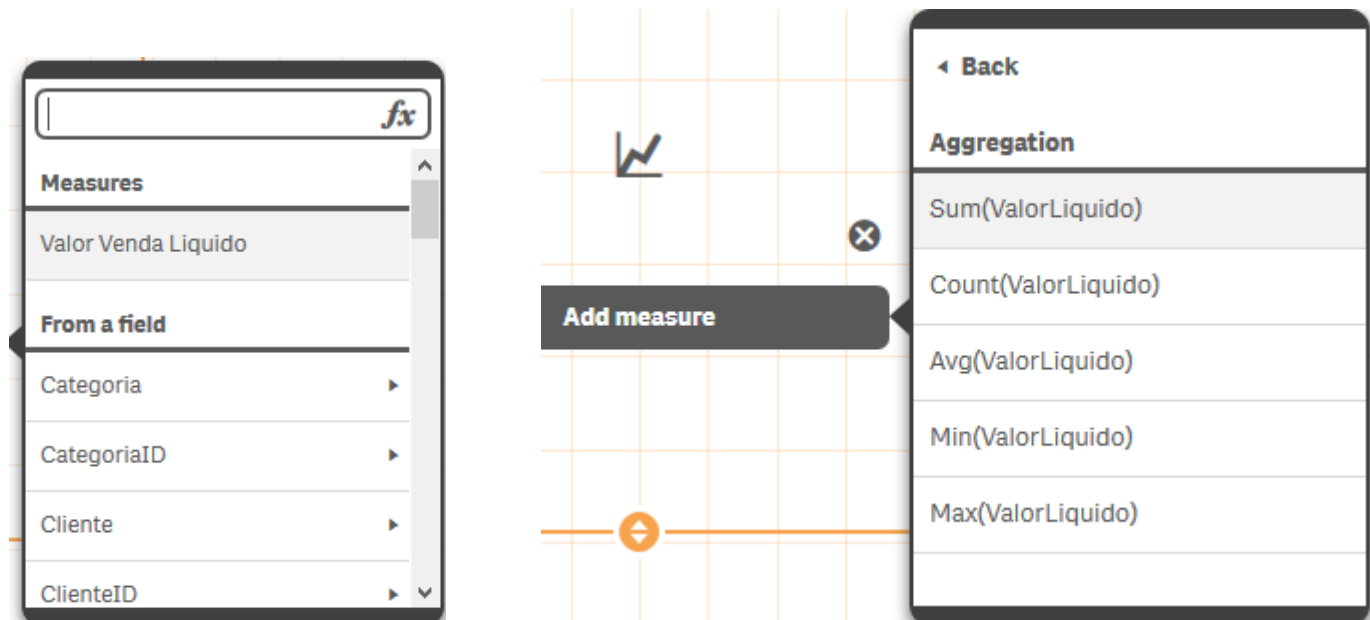 fx
Measures
Valor Venda Liquido
From a field
Categoria
CategoriaID
Cliente
ClienteID
Add measure
Back
Aggregation
Sum(ValorLiquido)
Count(ValorLiquido)
Avg(ValorLiquido)
Min(ValorLiquido)
Max(ValorLiquido)